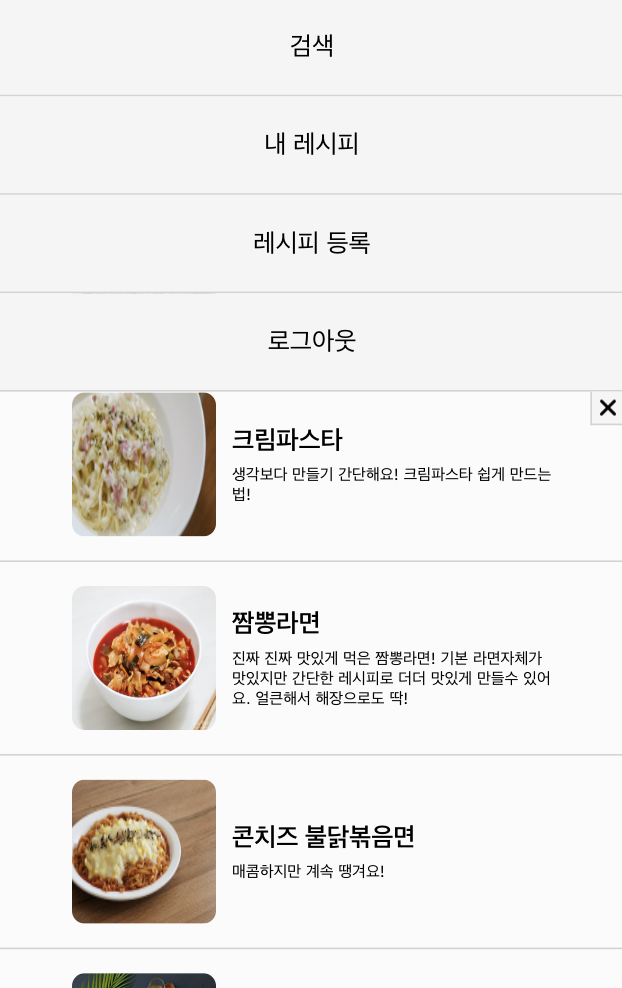 검색
내 레시피
레시피 등록
로그아웃
크림파스타
생각보다 만들기 간단해요! 크림파스타 쉽게 만드는
법!
짬뽕라면
진짜 진짜 맛있게 먹은 짬뽕라면! 기본 라면자체가
맛있지만 간단한 레시피로 더더 맛있게 만들수 있어
요. 얼큰해서 해장으로도 딱!
콘치즈 불닭볶음면
매콤하지만 계속 땡겨요!